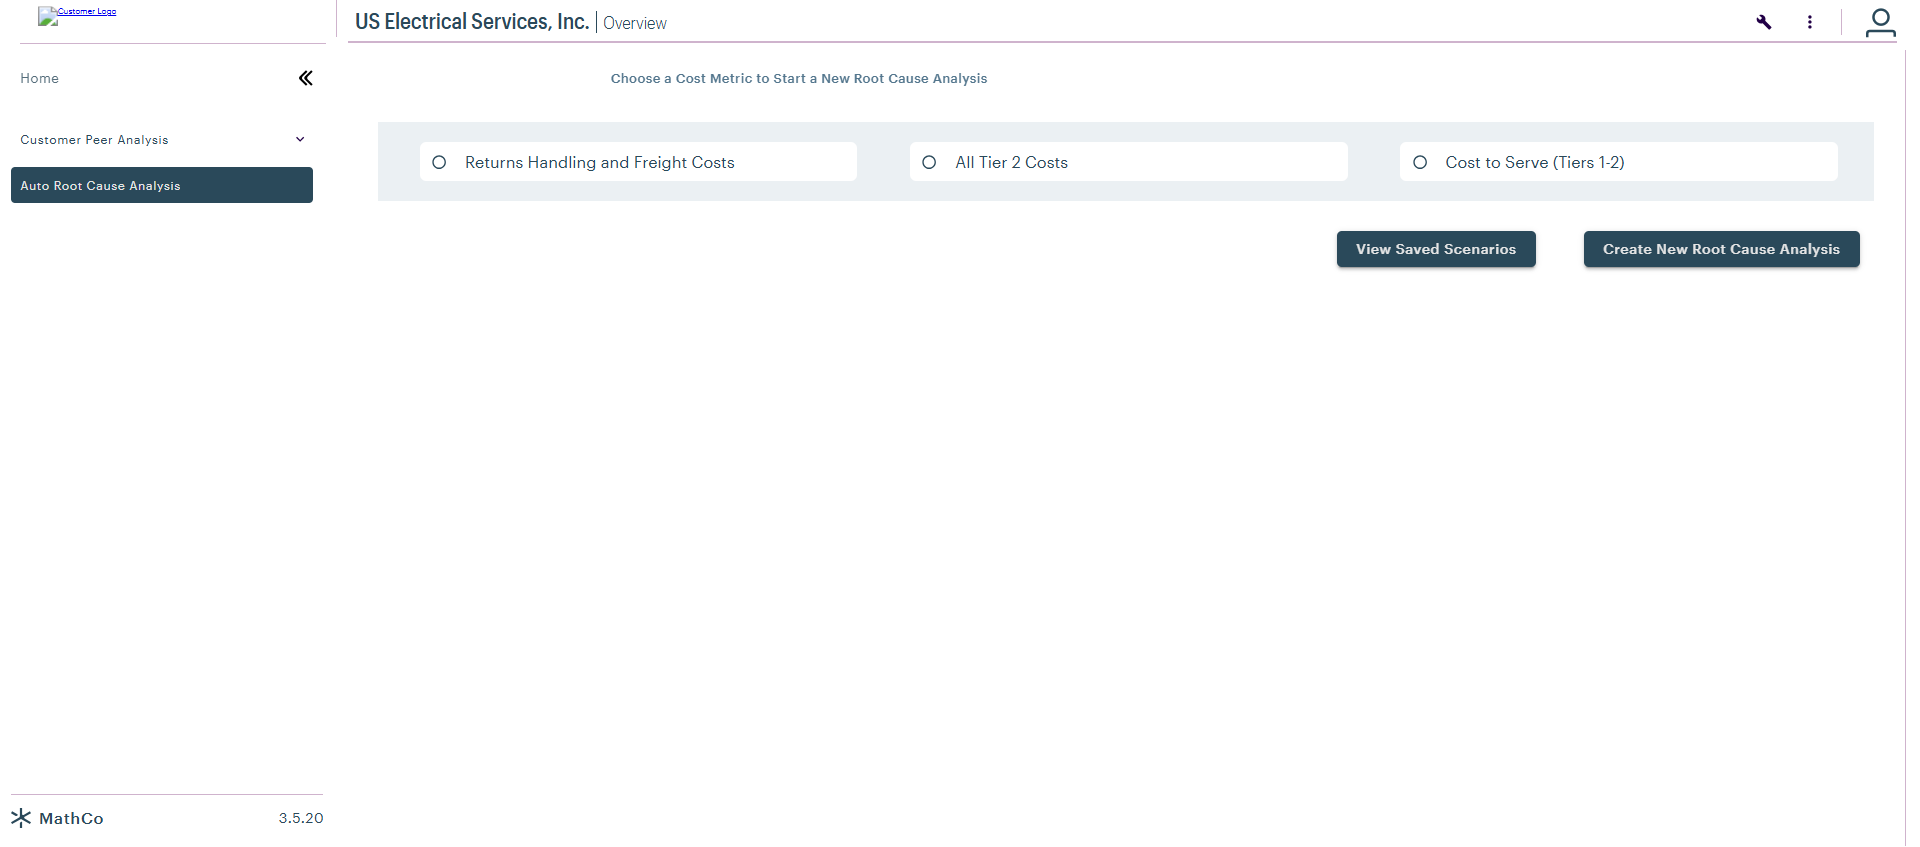 Customer Logo
US Electrical Services, Inc. | Overview
Home
Choose a Cost Metric to Start a New Root Cause Analysis
Customer Peer Analysis
Returns Handling and Freight Costs
All Tier 2 Costs
Cost to Serve (Tiers 1-2)
Auto Root Cause Analysis
View Saved Scenarios
Create New Root Cause Analysis
MathCo
3.5.20